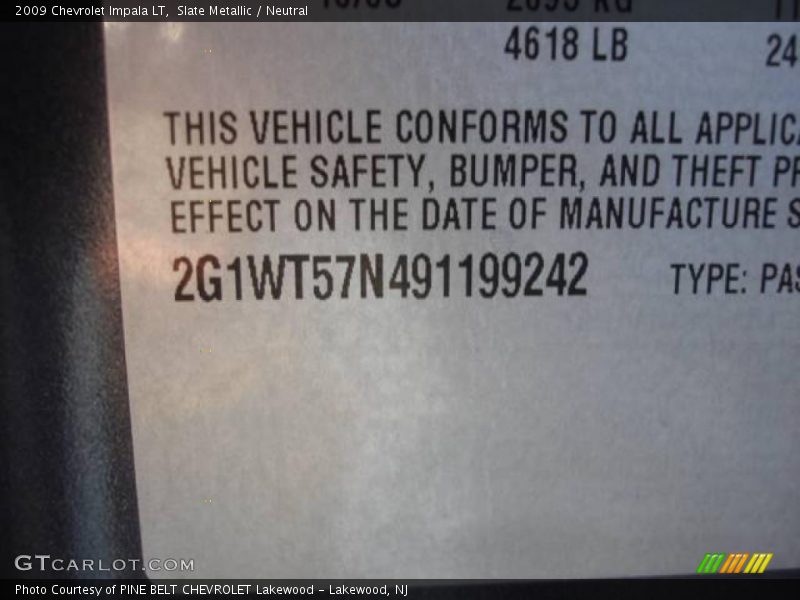 2009 Chevrolet Impala LT, Slate Metallic / Neutral
4618 LB 24
THIS VEHICLE CONFORMS TO ALL APPLICA
VEHICLE SAFETY, BUMPER, AND THEFT PR
EFFECT ON THE DATE OF MANUFACTURE S
2G1WT57N491199242 TYPE: PAS
GTCARLOT.COM
Photo Courtesy of PINE BELT CHEVROLET Lakewood - Lakewood, NJ